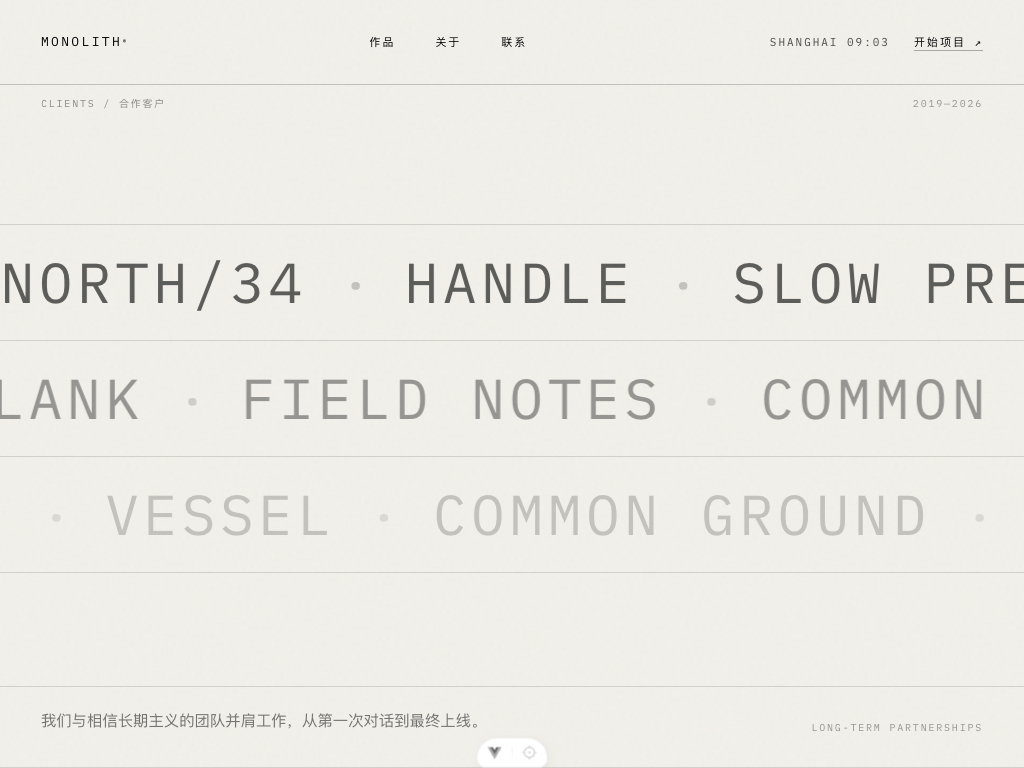 MONOLITH
作品 关于 联系
SHANGHAI 09:03 开始项目 ↗
CLIENTS / 合作客户
2019—2026
NORTH/34 • HANDLE • SLOW PRE
LANK • FIELD NOTES • COMMON
• VESSEL • COMMON GROUND •
我们与相信长期主义的团队并肩工作，从第一次对话到最终上线。
LONG-TERM PARTNERSHIPS